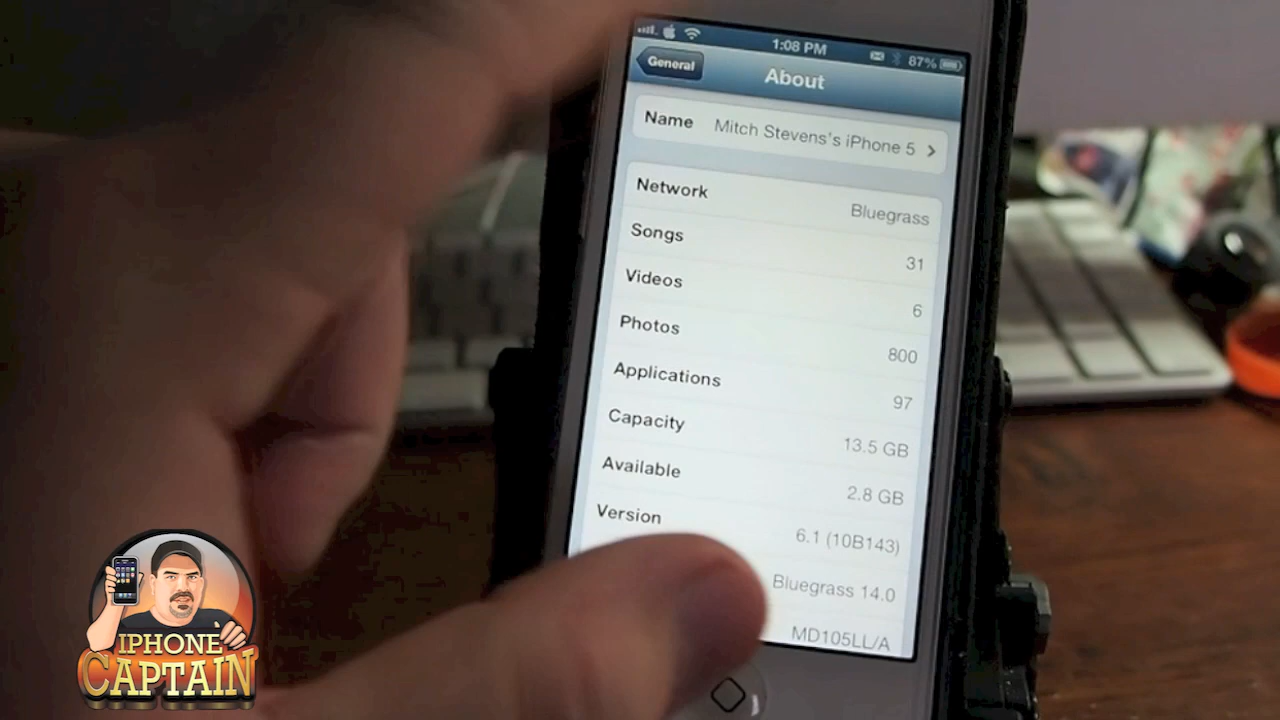 1:08 PM
87%
General
About
Name Mitch Stevens's iPhone 5
Network Bluegrass
Songs 31
Videos 6
Photos 800
Applications 97
Capacity 13.5 GB
Available 2.8 GB
Version 6.1 (10B143)
Bluegrass 14.0
MD105LL/A
IPHONE
CAPTAIN